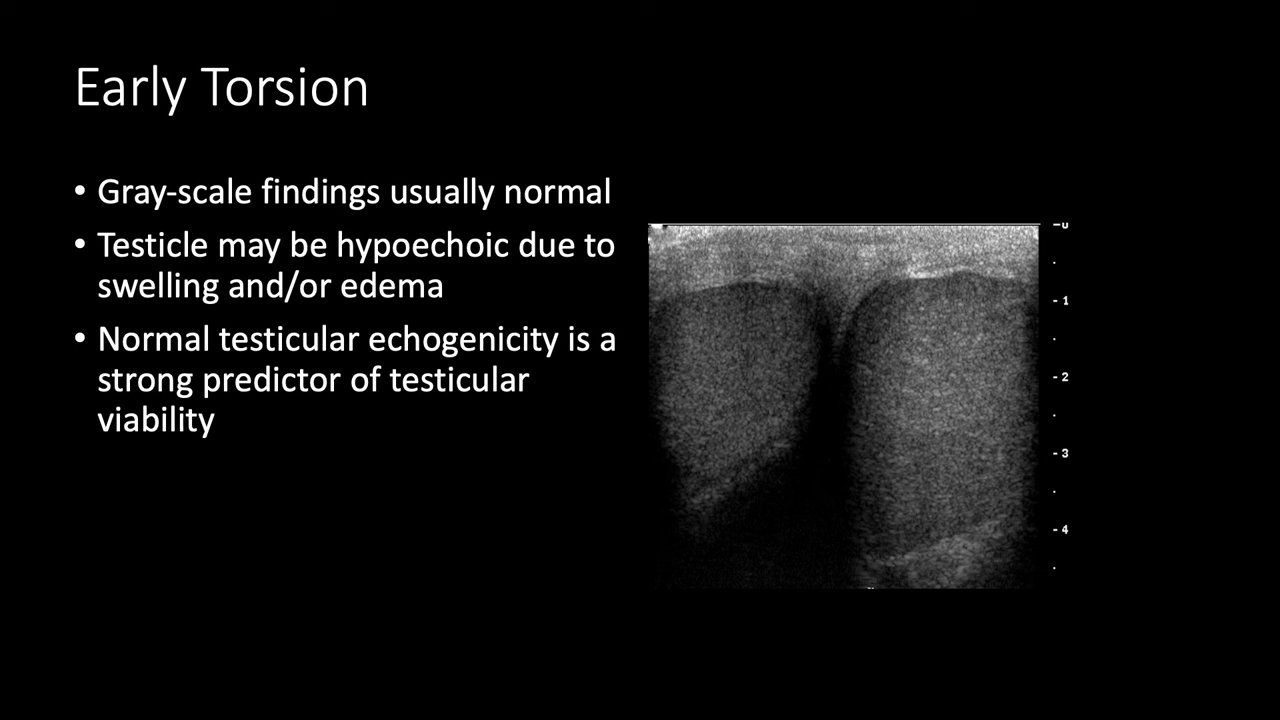 Early Torsion
• Gray-scale findings usually normal
• Testicle may be hypoechoic due to
swelling and/or edema
• Normal testicular echogenicity is a
strong predictor of testicular
viability
-0
- 1
- 2
- 3
- 4